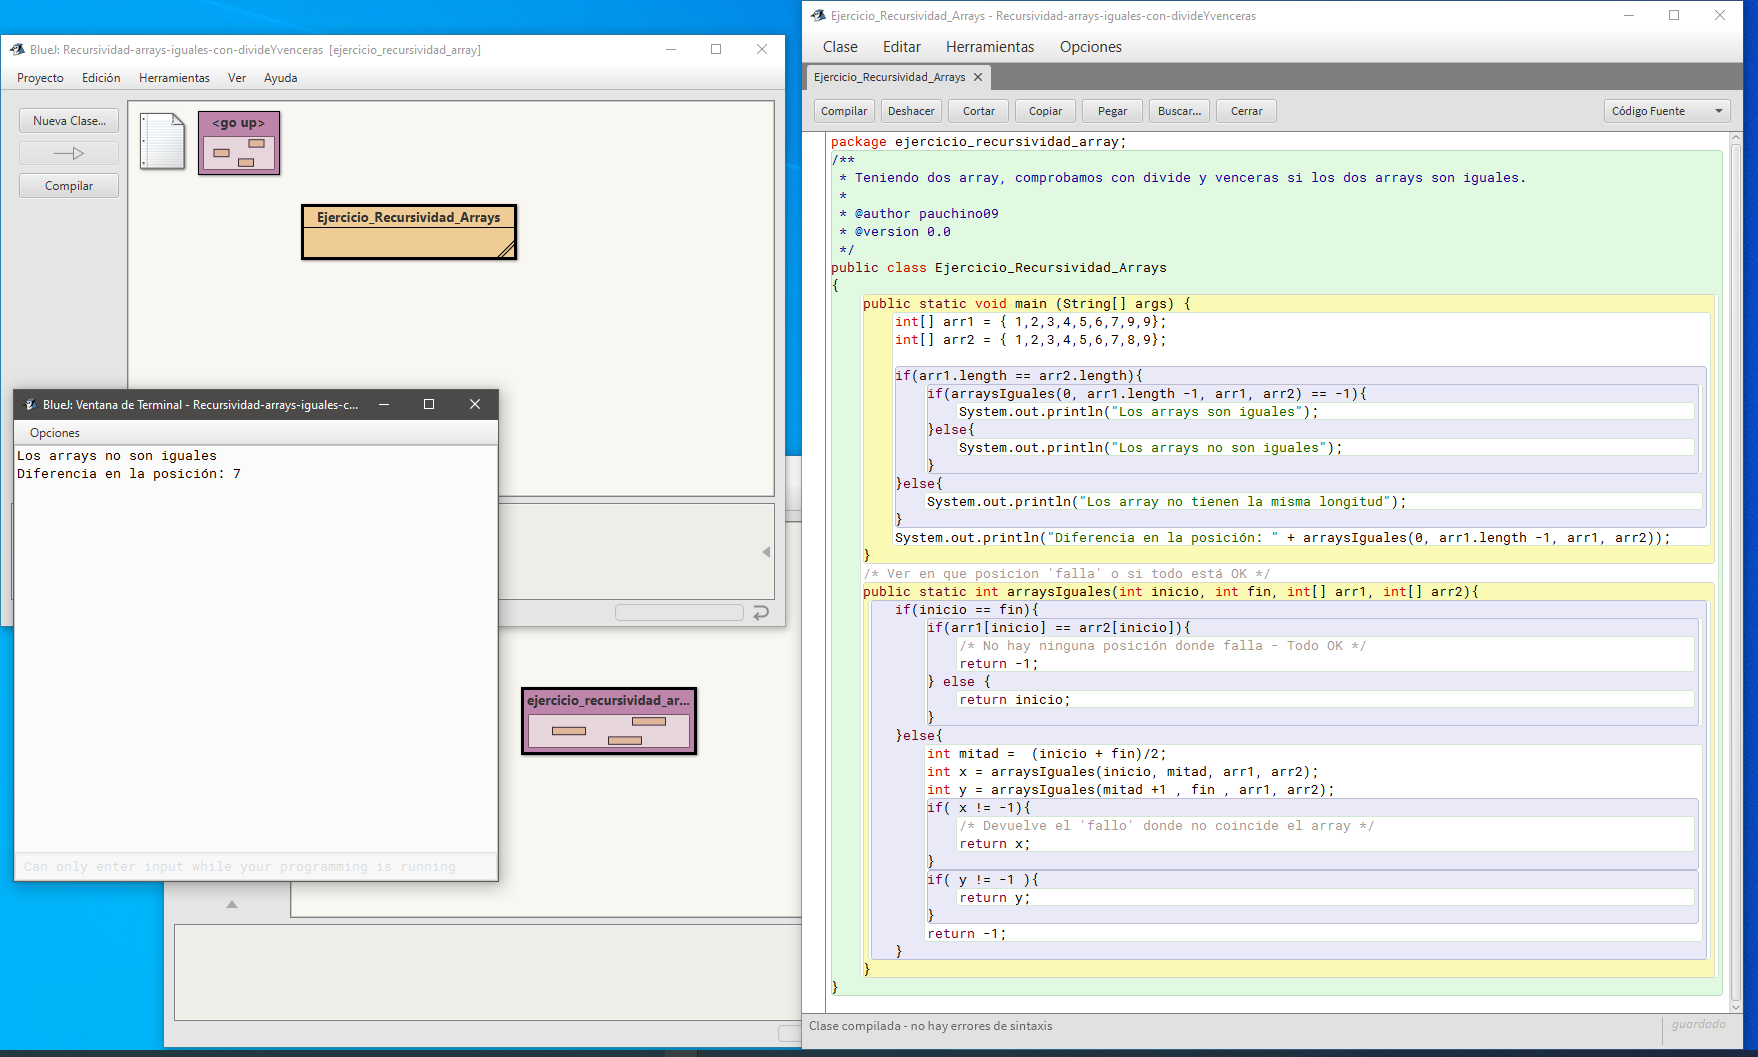 BlueJ: Recursividad-arrays-iguales-con-divideYvenceras [ejercicio_recursividad_array]
Proyecto Edición Herramientas Ver Ayuda
Nueva Clase...
Compilar
<go up>
Ejercicio_Recursividad_Arrays
BlueJ: Ventana de Terminal - Recursividad-arrays-iguales-c...
Opciones
Los arrays no son iguales
Diferencia en la posición: 7
Can only enter input while your programming is running
ejercicio_recursividad_ar...
Ejercicio_Recursividad_Arrays - Recursividad-arrays-iguales-con-divideYvenceras
Clase Editar Herramientas Opciones
Ejercicio_Recursividad_Arrays
Compilar Deshacer Cortar Copiar Pegar Buscar... Cerrar Código Fuente
package ejercicio_recursividad_array;
/**
 * Teniendo dos array, comprobamos con divide y venceras si los dos arrays son iguales.
 *
 * @author pauchino09
 * @version 0.0
 */
public class Ejercicio_Recursividad_Arrays
{
    public static void main (String[] args) {
        int[] arr1 = { 1,2,3,4,5,6,7,9,9};
        int[] arr2 = { 1,2,3,4,5,6,7,8,9};
        if(arr1.length == arr2.length){
            if(arraysIguales(0, arr1.length -1, arr1, arr2) == -1){
                System.out.println("Los arrays son iguales");
            }else{
                System.out.println("Los arrays no son iguales");
            }
        }else{
            System.out.println("Los array no tienen la misma longitud");
        }
        System.out.println("Diferencia en la posición: " + arraysIguales(0, arr1.length -1, arr1, arr2));
    }
    /* Ver en que posicion 'falla' o si todo está OK */
    public static int arraysIguales(int inicio, int fin, int[] arr1, int[] arr2){
        if(inicio == fin){
            if(arr1[inicio] == arr2[inicio]){
                /* No hay ninguna posición donde falla - Todo OK */
                return -1;
            } else {
                return inicio;
            }
        }else{
            int mitad =  (inicio + fin)/2;
            int x = arraysIguales(inicio, mitad, arr1, arr2);
            int y = arraysIguales(mitad +1 , fin , arr1, arr2);
            if( x != -1){
                /* Devuelve el 'fallo' donde no coincide el array */
                return x;
            }
            if( y != -1 ){
                return y;
            }
            return -1;
        }
    }
}
Clase compilada - no hay errores de sintaxis
guardado